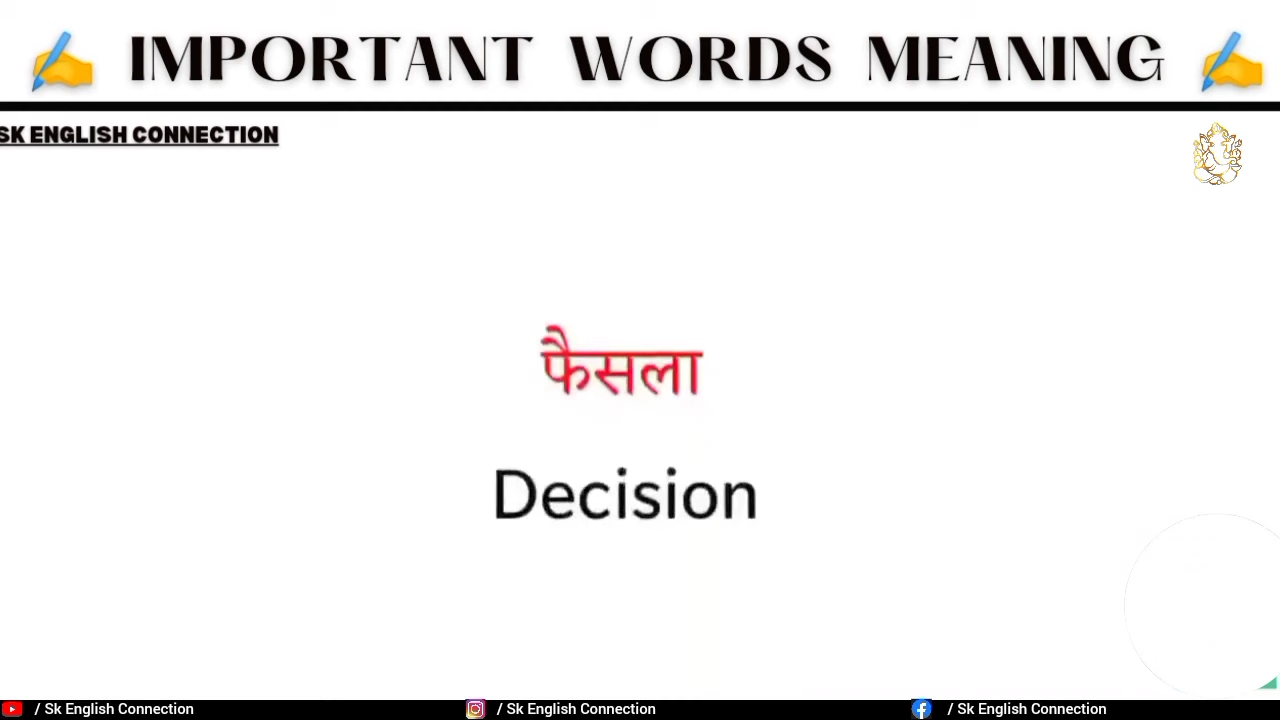 IMPORTANT WORDS MEANING
SK ENGLISH CONNECTION
फैसला
Decision
/ Sk English Connection
/ Sk English Connection
/ Sk English Connection